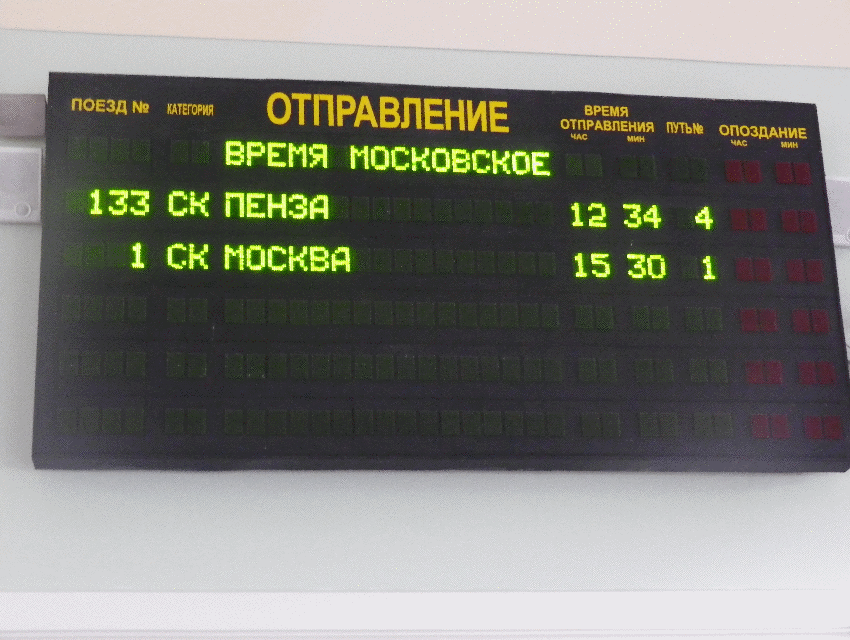 ПОЕЗД № КАТЕГОРИЯ ОТПРАВЛЕНИЕ ВРЕМЯ ОТПРАВЛЕНИЯ ЧАС МИН ПУТЬ№ ОПОЗДАНИЕ ЧАС МИН
ВРЕМЯ МОСКОВСКОЕ
133 СК ПЕНЗА 12 34 4
1 СК МОСКВА 15 30 1